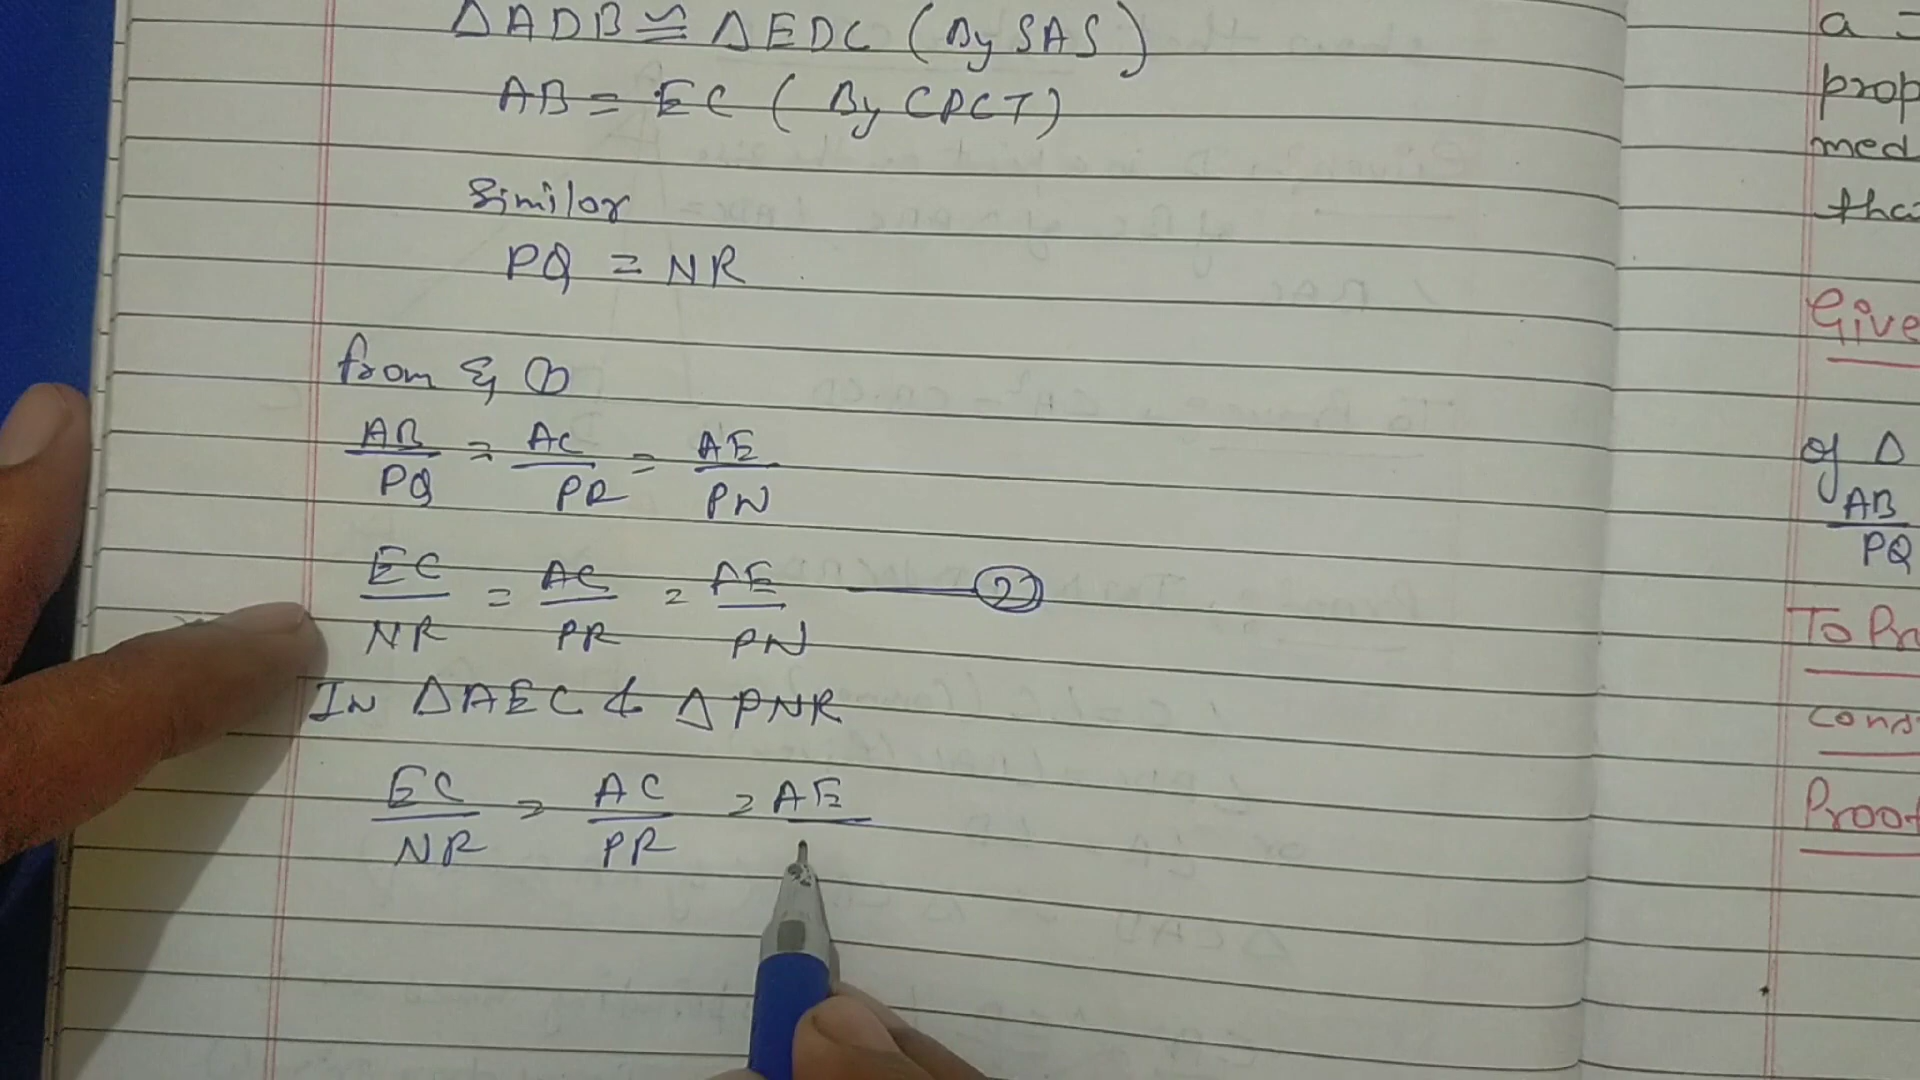 ΔADB ≅ ΔEDC (By SAS)
AB = EC (By CPCT)
Similar
PQ = NR
from &
AB/PQ = AC/PR = AE/PN
EC/NR = AC/PR = AE/PN — 2
In ΔAEC & ΔPNR
EC/NR = AC/PR = AE/
a =
prop
med
tha
Give
of Δ
AB/PQ
To Pr
cons
Proof